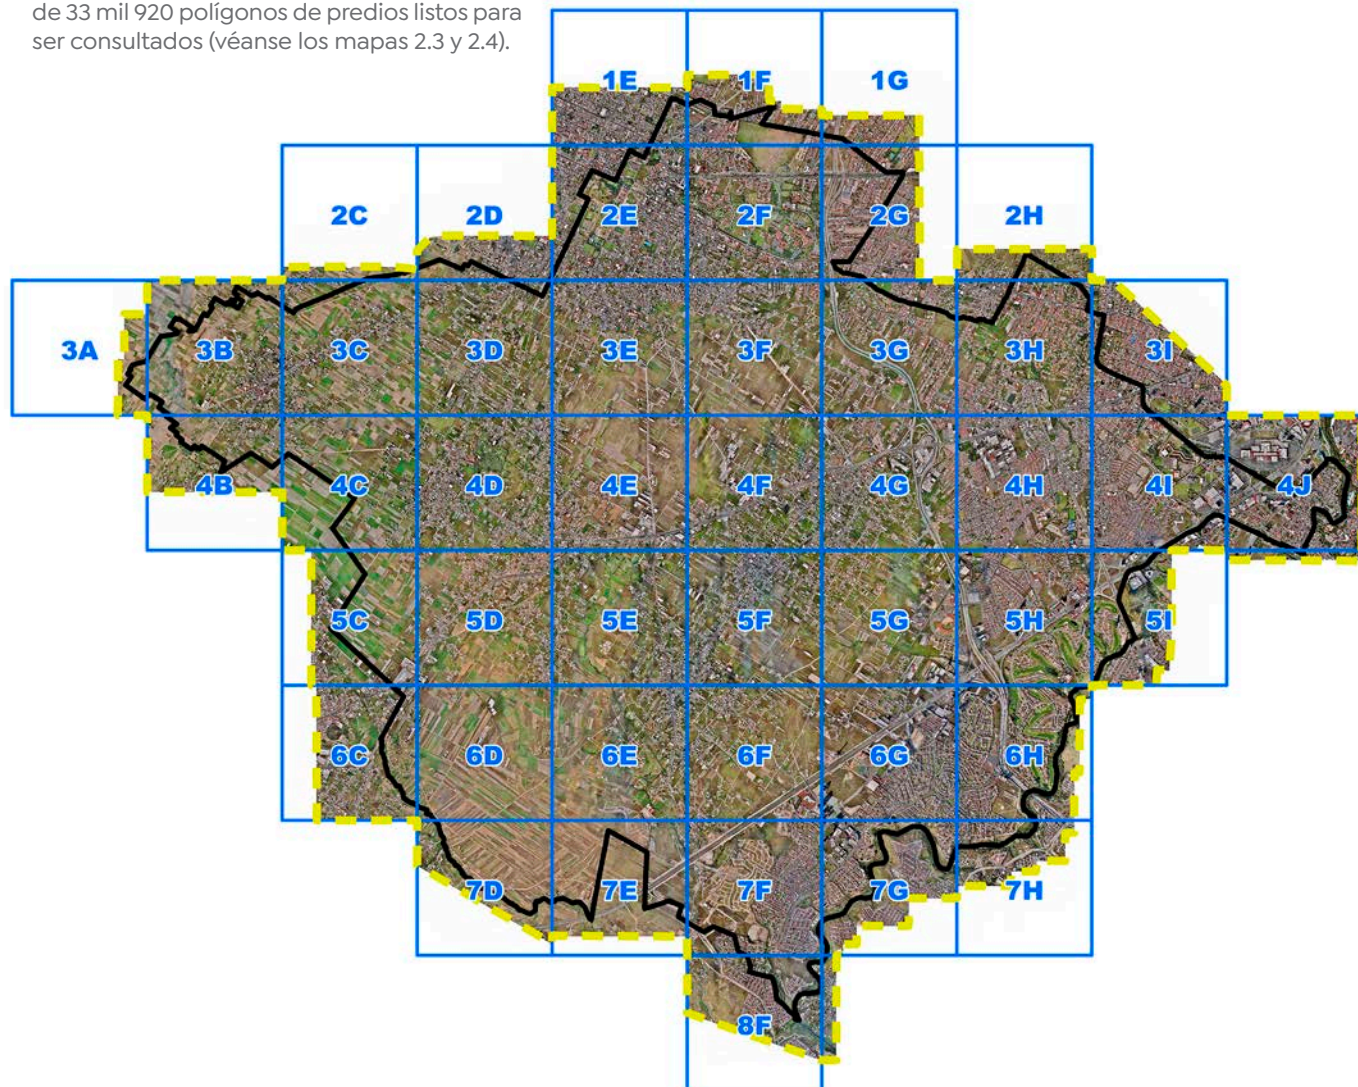 de 33 mil 920 polígonos de predios listos para
ser consultados (véanse los mapas 2.3 y 2.4).
1E 1F 1G
2C 2D 2E 2F 2G 2H
3A 3B 3C 3D 3E 3F 3G 3H 3I
4B 4C 4D 4E 4F 4G 4H 4I 4J
5C 5D 5E 5F 5G 5H 5I
6C 6D 6E 6F 6G 6H
7D 7E 7F 7G 7H
8F